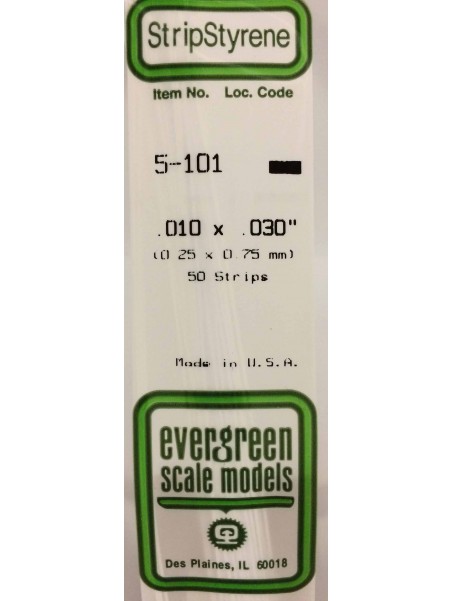 StripStyrene
Item No. Loc. Code
5-101
.010 x .030"
(0.25 x 0.75 mm)
50 Strips
Made in U.S.A.
evergreen
scale models
Des Plaines, IL 60018